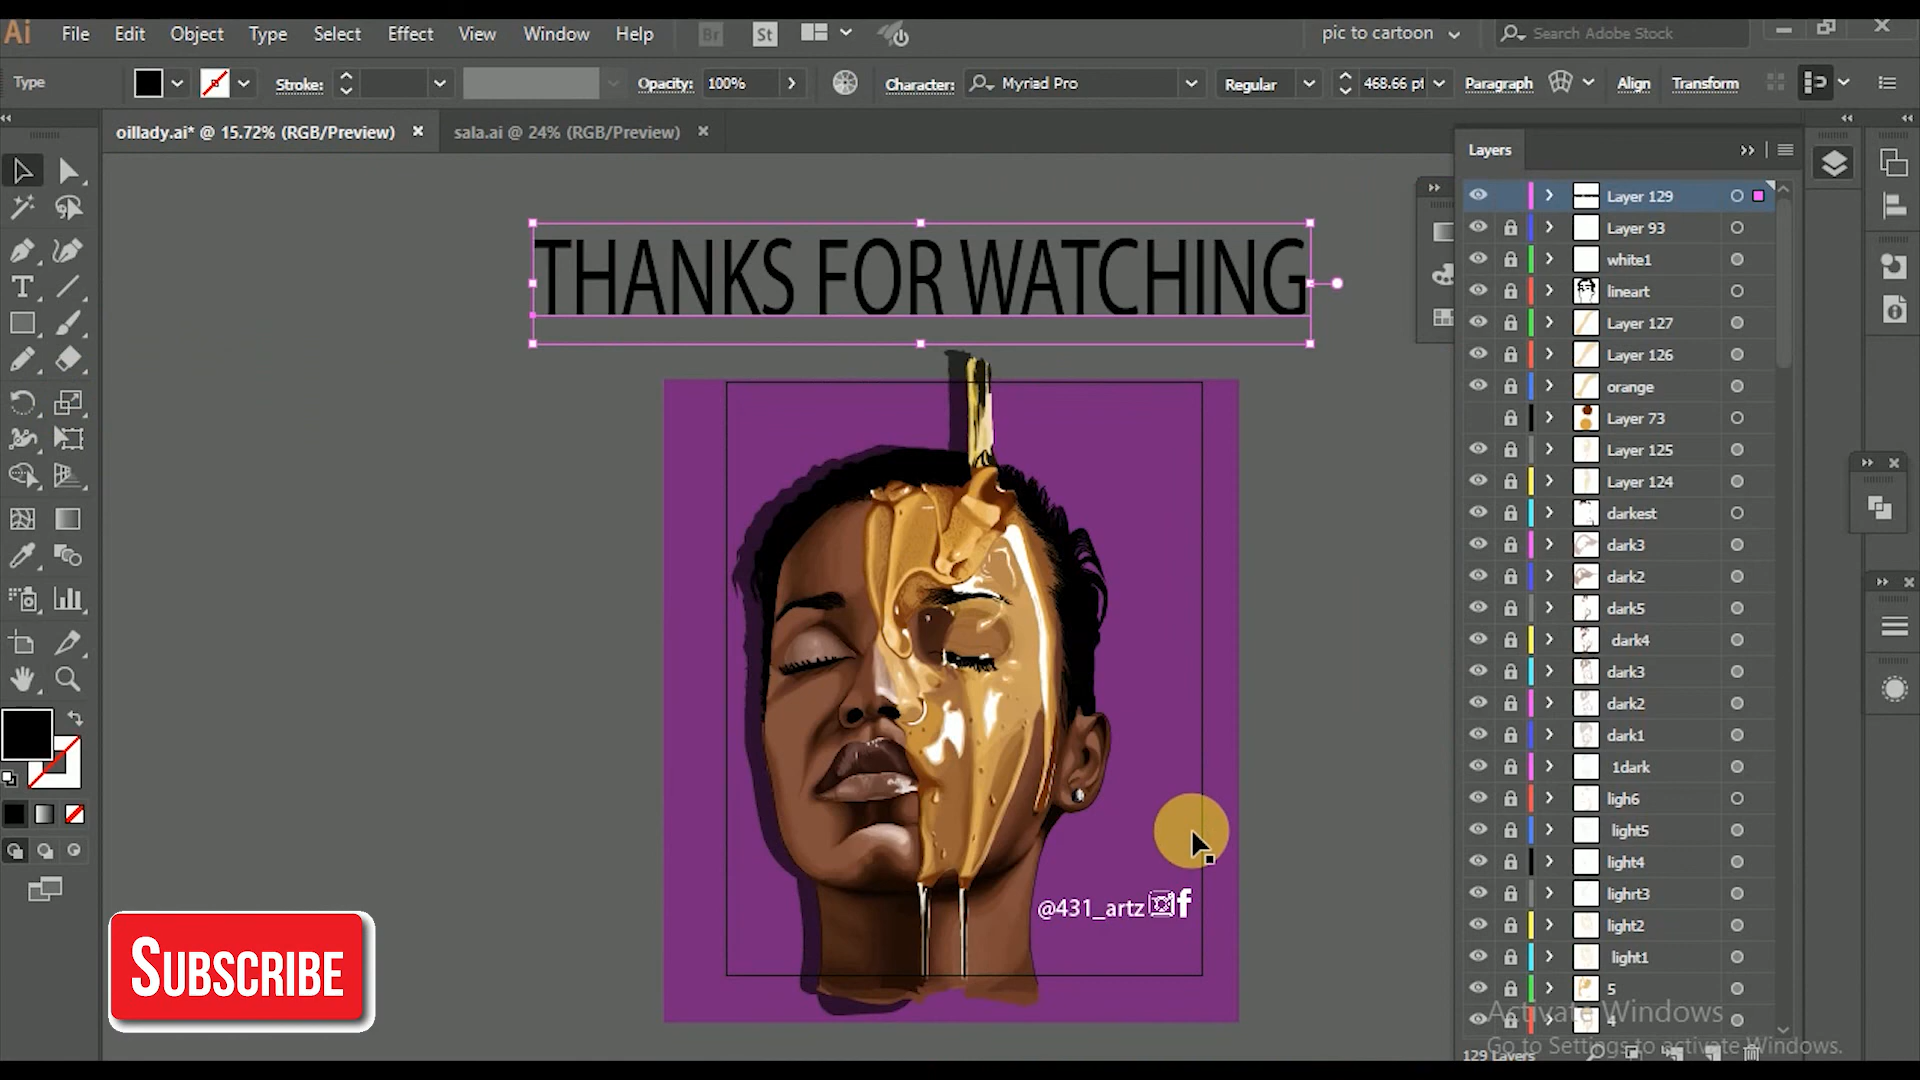 Ai File Edit Object Type Select Effect View Window Help Br St pic to cartoon Search Adobe Stock
Type Stroke: Opacity: 100% Character: Myriad Pro Regular 468.66 pt Paragraph Align Transform
oillady.ai* @ 15.72% (RGB/Preview) × sala.ai @ 24% (RGB/Preview) ×
Layers
THANKS FOR WATCHING
@431_artz
SUBSCRIBE
Layer 129
Layer 93
white1
lineart
Layer 127
Layer 126
orange
Layer 73
Layer 125
Layer 124
darkest
dark3
dark2
dark5
dark4
dark3
dark2
dark1
1dark
ligh6
light5
light4
lighrt3
light2
light1
5
4
129 Layers
Activate Windows
Go to Settings to activate Windows.